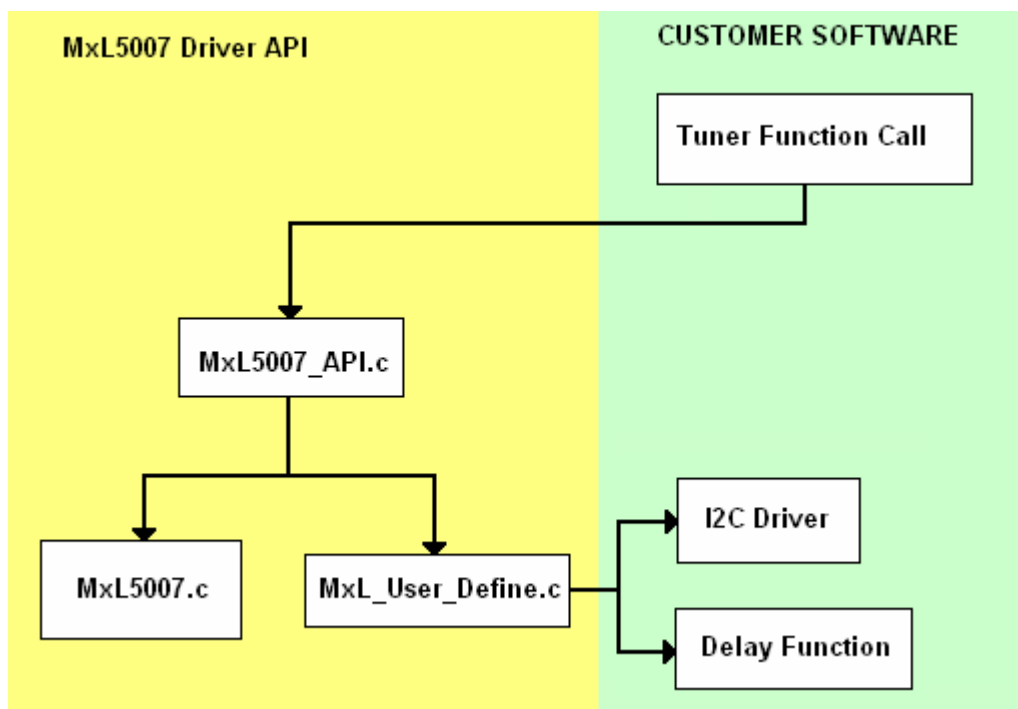 MxL5007 Driver API
CUSTOMER SOFTWARE
Tuner Function Call
MxL5007_API.c
MxL5007.c
MxL_User_Define.c
I2C Driver
Delay Function